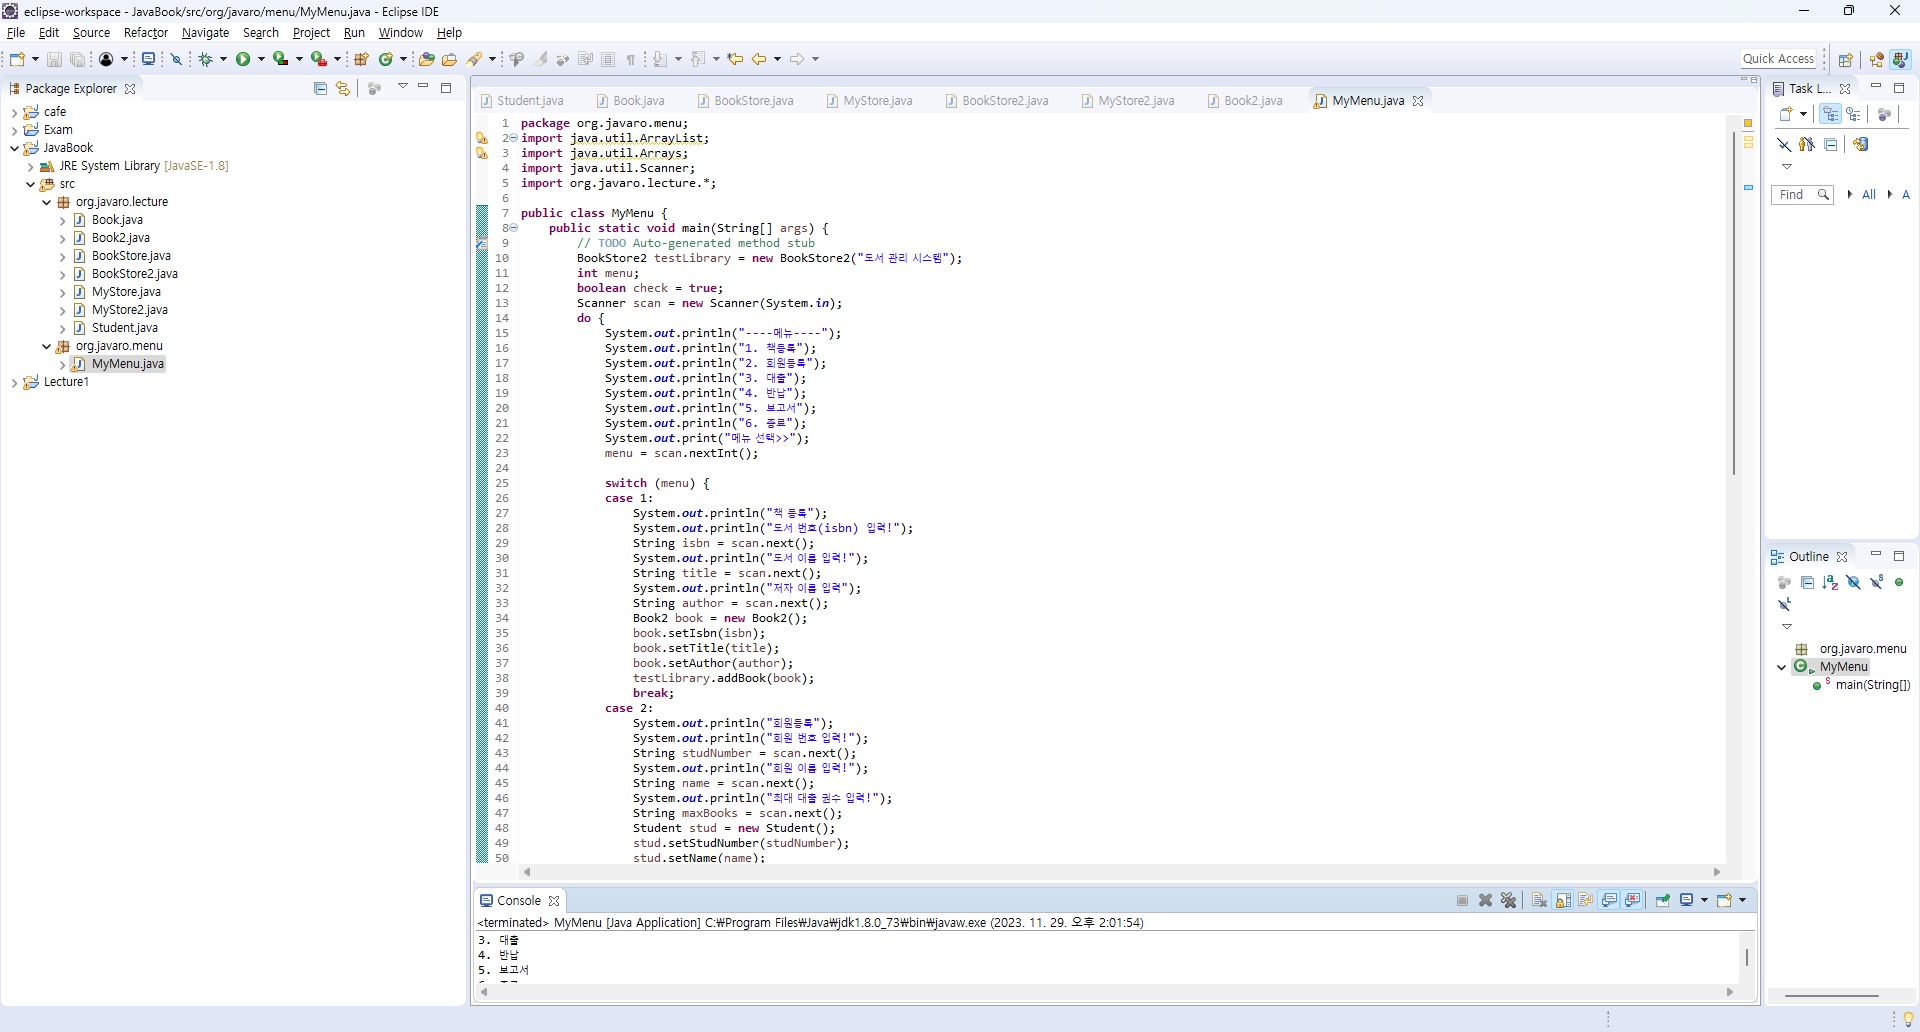 eclipse-workspace - JavaBook/src/org/javaro/menu/MyMenu.java - Eclipse IDE
File Edit Source Refactor Navigate Search Project Run Window Help
Quick Access
Package Explorer
cafe
Exam
JavaBook
JRE System Library [JavaSE-1.8]
src
org.javaro.lecture
Book.java
Book2.java
BookStore.java
BookStore2.java
MyStore.java
MyStore2.java
Student.java
org.javaro.menu
MyMenu.java
Lecture1
Student.java Book.java BookStore.java MyStore.java BookStore2.java MyStore2.java Book2.java MyMenu.java
1 package org.javaro.menu;
2 import java.util.ArrayList;
3 import java.util.Arrays;
4 import java.util.Scanner;
5 import org.javaro.lecture.*;
6
7 public class MyMenu {
8 public static void main(String[] args) {
9 // TODO Auto-generated method stub
10 BookStore2 testLibrary = new BookStore2("도서 관리 시스템");
11 int menu;
12 boolean check = true;
13 Scanner scan = new Scanner(System.in);
14 do {
15 System.out.println("----메뉴----");
16 System.out.println("1. 책등록");
17 System.out.println("2. 회원등록");
18 System.out.println("3. 대출");
19 System.out.println("4. 반납");
20 System.out.println("5. 보고서");
21 System.out.println("6. 종료");
22 System.out.print("메뉴 선택>>");
23 menu = scan.nextInt();
24
25 switch (menu) {
26 case 1:
27 System.out.println("책 등록");
28 System.out.println("도서 번호(isbn) 입력!");
29 String isbn = scan.next();
30 System.out.println("도서 이름 입력!");
31 String title = scan.next();
32 System.out.println("저자 이름 입력");
33 String author = scan.next();
34 Book2 book = new Book2();
35 book.setIsbn(isbn);
36 book.setTitle(title);
37 book.setAuthor(author);
38 testLibrary.addBook(book);
39 break;
40 case 2:
41 System.out.println("회원등록");
42 System.out.println("회원 번호 입력!");
43 String studNumber = scan.next();
44 System.out.println("회원 이름 입력!");
45 String name = scan.next();
46 System.out.println("최대 대출 권수 입력!");
47 String maxBooks = scan.next();
48 Student stud = new Student();
49 stud.setStudNumber(studNumber);
50 stud.setName(name);
Console
<terminated> MyMenu [Java Application] C:₩Program Files₩Java₩jdk1.8.0_73₩bin₩javaw.exe (2023. 11. 29. 오후 2:01:54)
3. 대출
4. 반납
5. 보고서
Task L...
Find All A
Outline
org.javaro.menu
MyMenu
main(String[])